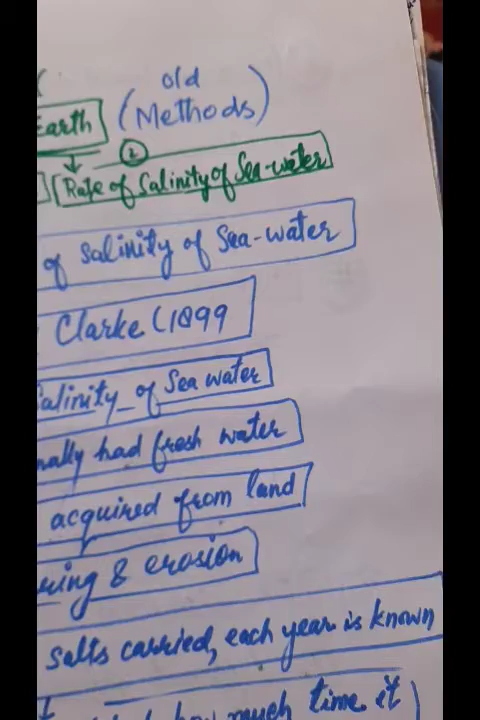 old
(Methods)
Earth
2
Rate of Salinity of Sea-water
of salinity of Sea-water
Clarke (1899
Salinity of Sea water
nally had fresh water
acquired from land
ring & erosion
salts carried, each year is known
how much time it